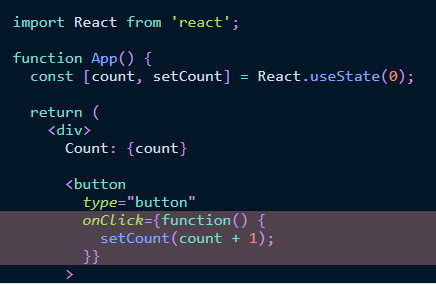 import React from 'react';
function App() {
const [count, setCount] = React.useState(0);
return (
<div>
Count: {count}
<button
type="button"
onClick={function() {
setCount(count + 1);
}}
>